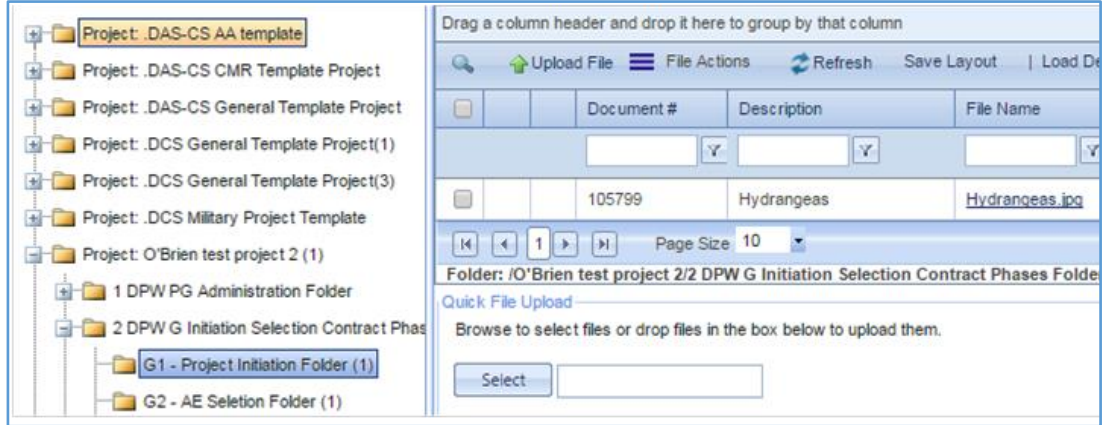 Project: .DAS-CS AA template
Project: .DAS-CS CMR Template Project
Project: .DAS-CS General Template Project
Project: .DCS General Template Project(1)
Project: .DCS General Template Project(3)
Project: .DCS Military Project Template
Project: O'Brien test project 2 (1)
1 DPW PG Administration Folder
2 DPW G Initiation Selection Contract Phas
G1 - Project Initiation Folder (1)
G2 - AE Seletion Folder (1)
Drag a column header and drop it here to group by that column
Upload File File Actions Refresh Save Layout | Load De
Document # Description File Name
105799 Hydrangeas Hydrangeas.jpg
1 Page Size 10
Folder: /O'Brien test project 2/2 DPW G Initiation Selection Contract Phases Folde
Quick File Upload
Browse to select files or drop files in the box below to upload them.
Select